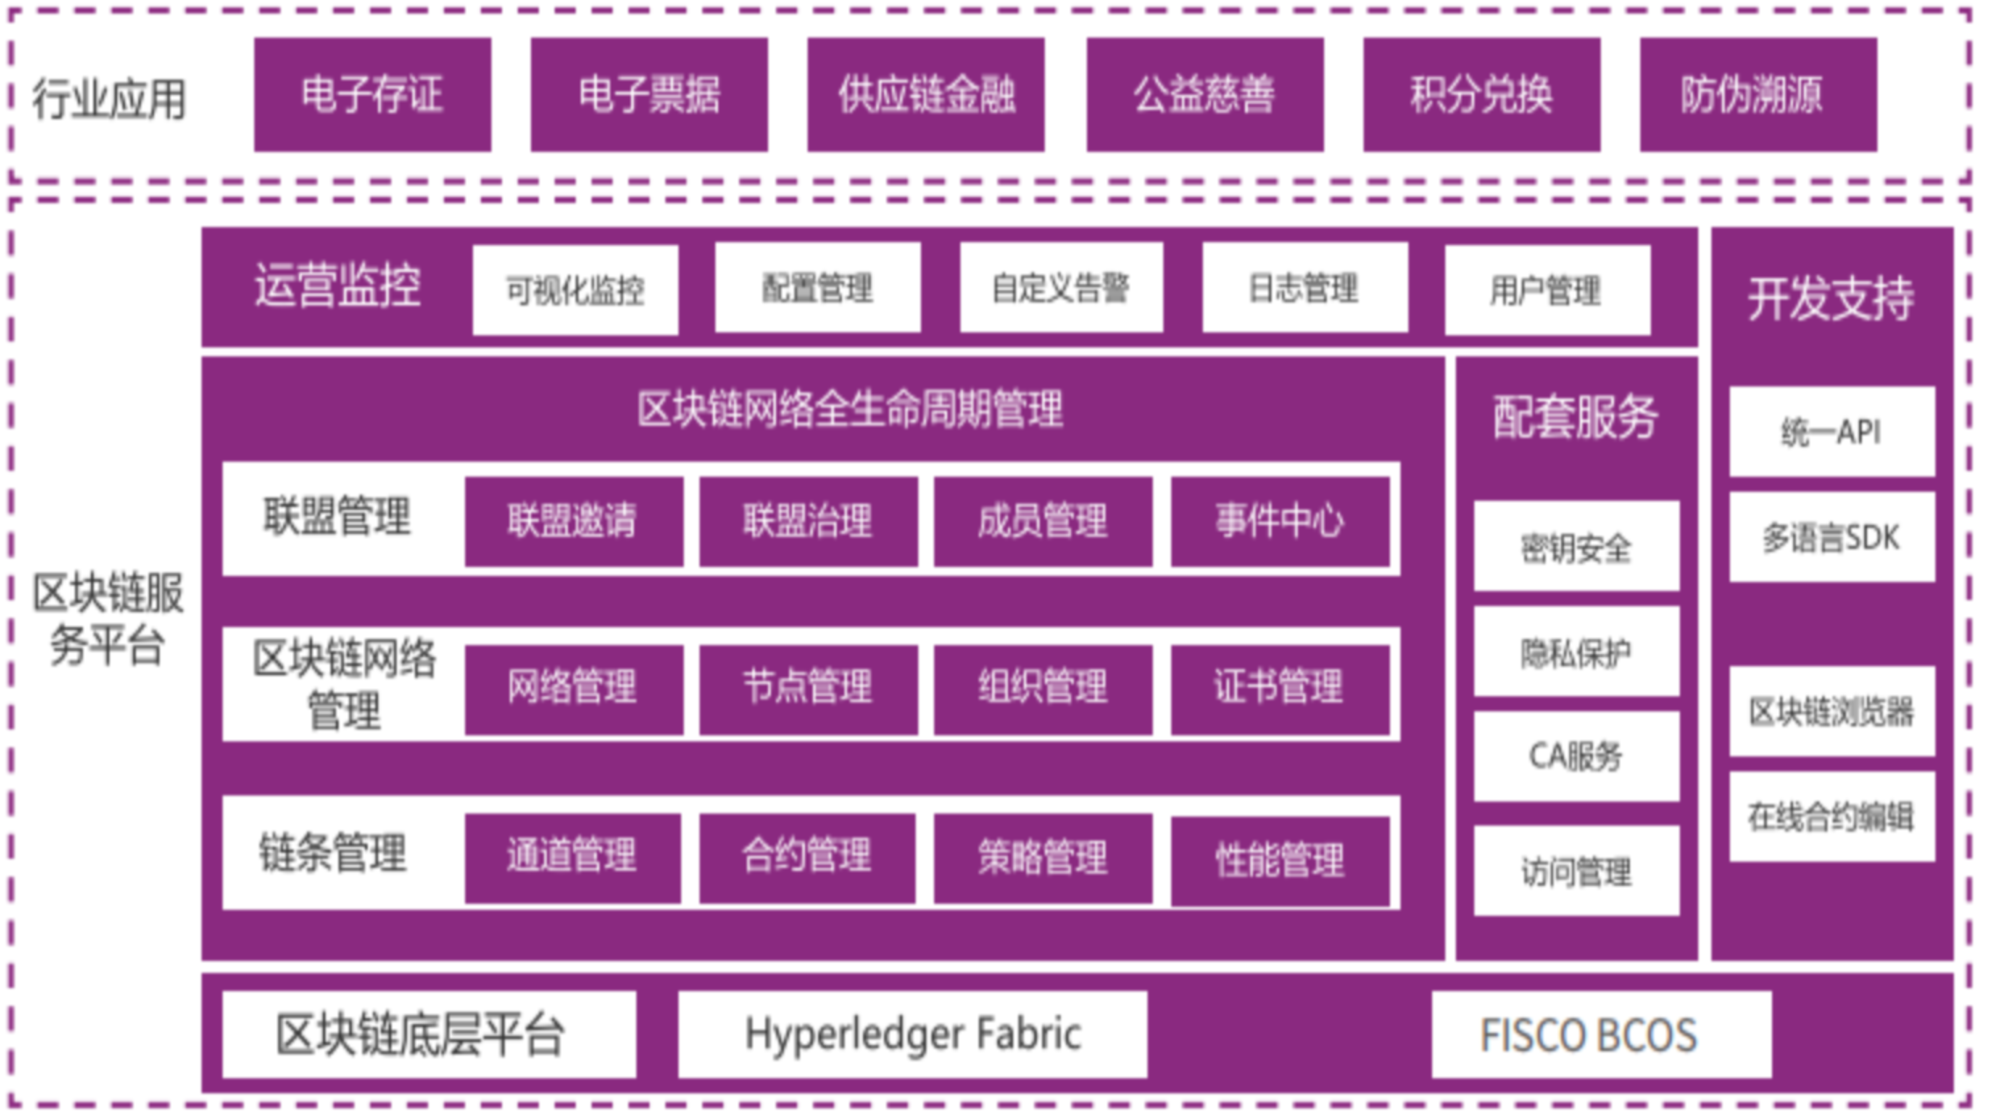 行业应用
电子存证
电子票据
供应链金融
公益慈善
积分兑换
防伪溯源
区块链服
务平台
运营监控
可视化监控
配置管理
自定义告警
日志管理
用户管理
区块链网络全生命周期管理
联盟管理
联盟邀请
联盟治理
成员管理
事件中心
区块链网络
管理
网络管理
节点管理
组织管理
证书管理
链条管理
通道管理
合约管理
策略管理
性能管理
配套服务
密钥安全
隐私保护
CA服务
访问管理
开发支持
统一API
多语言SDK
区块链浏览器
在线合约编辑
区块链底层平台
Hyperledger Fabric
FISCO BCOS